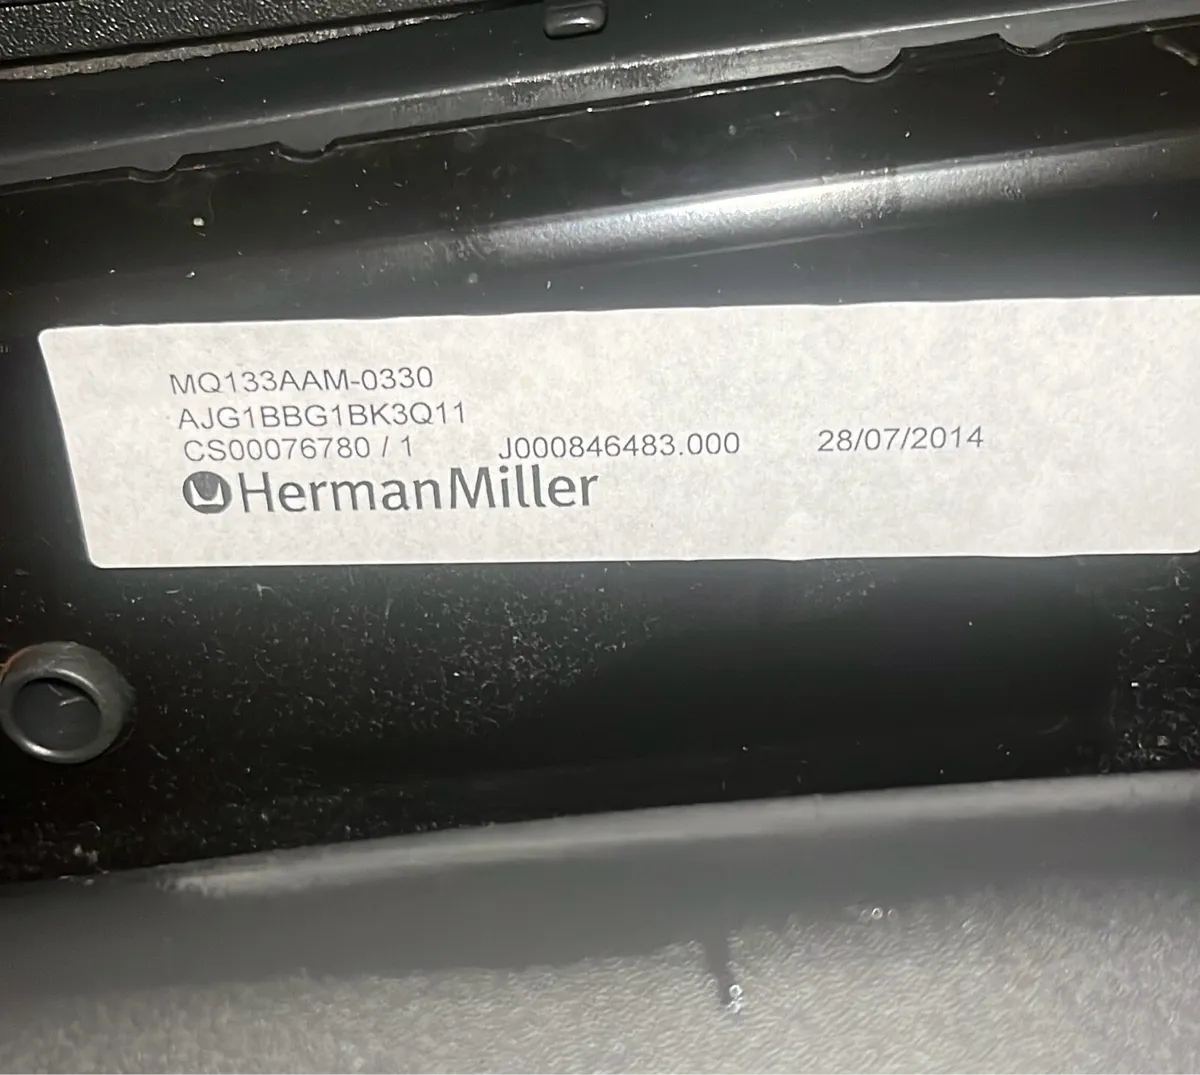 MQ133AAM-0330
AJG1BBG1BK3Q11
CS00076780 / 1 J000846483.000 28/07/2014
HermanMiller